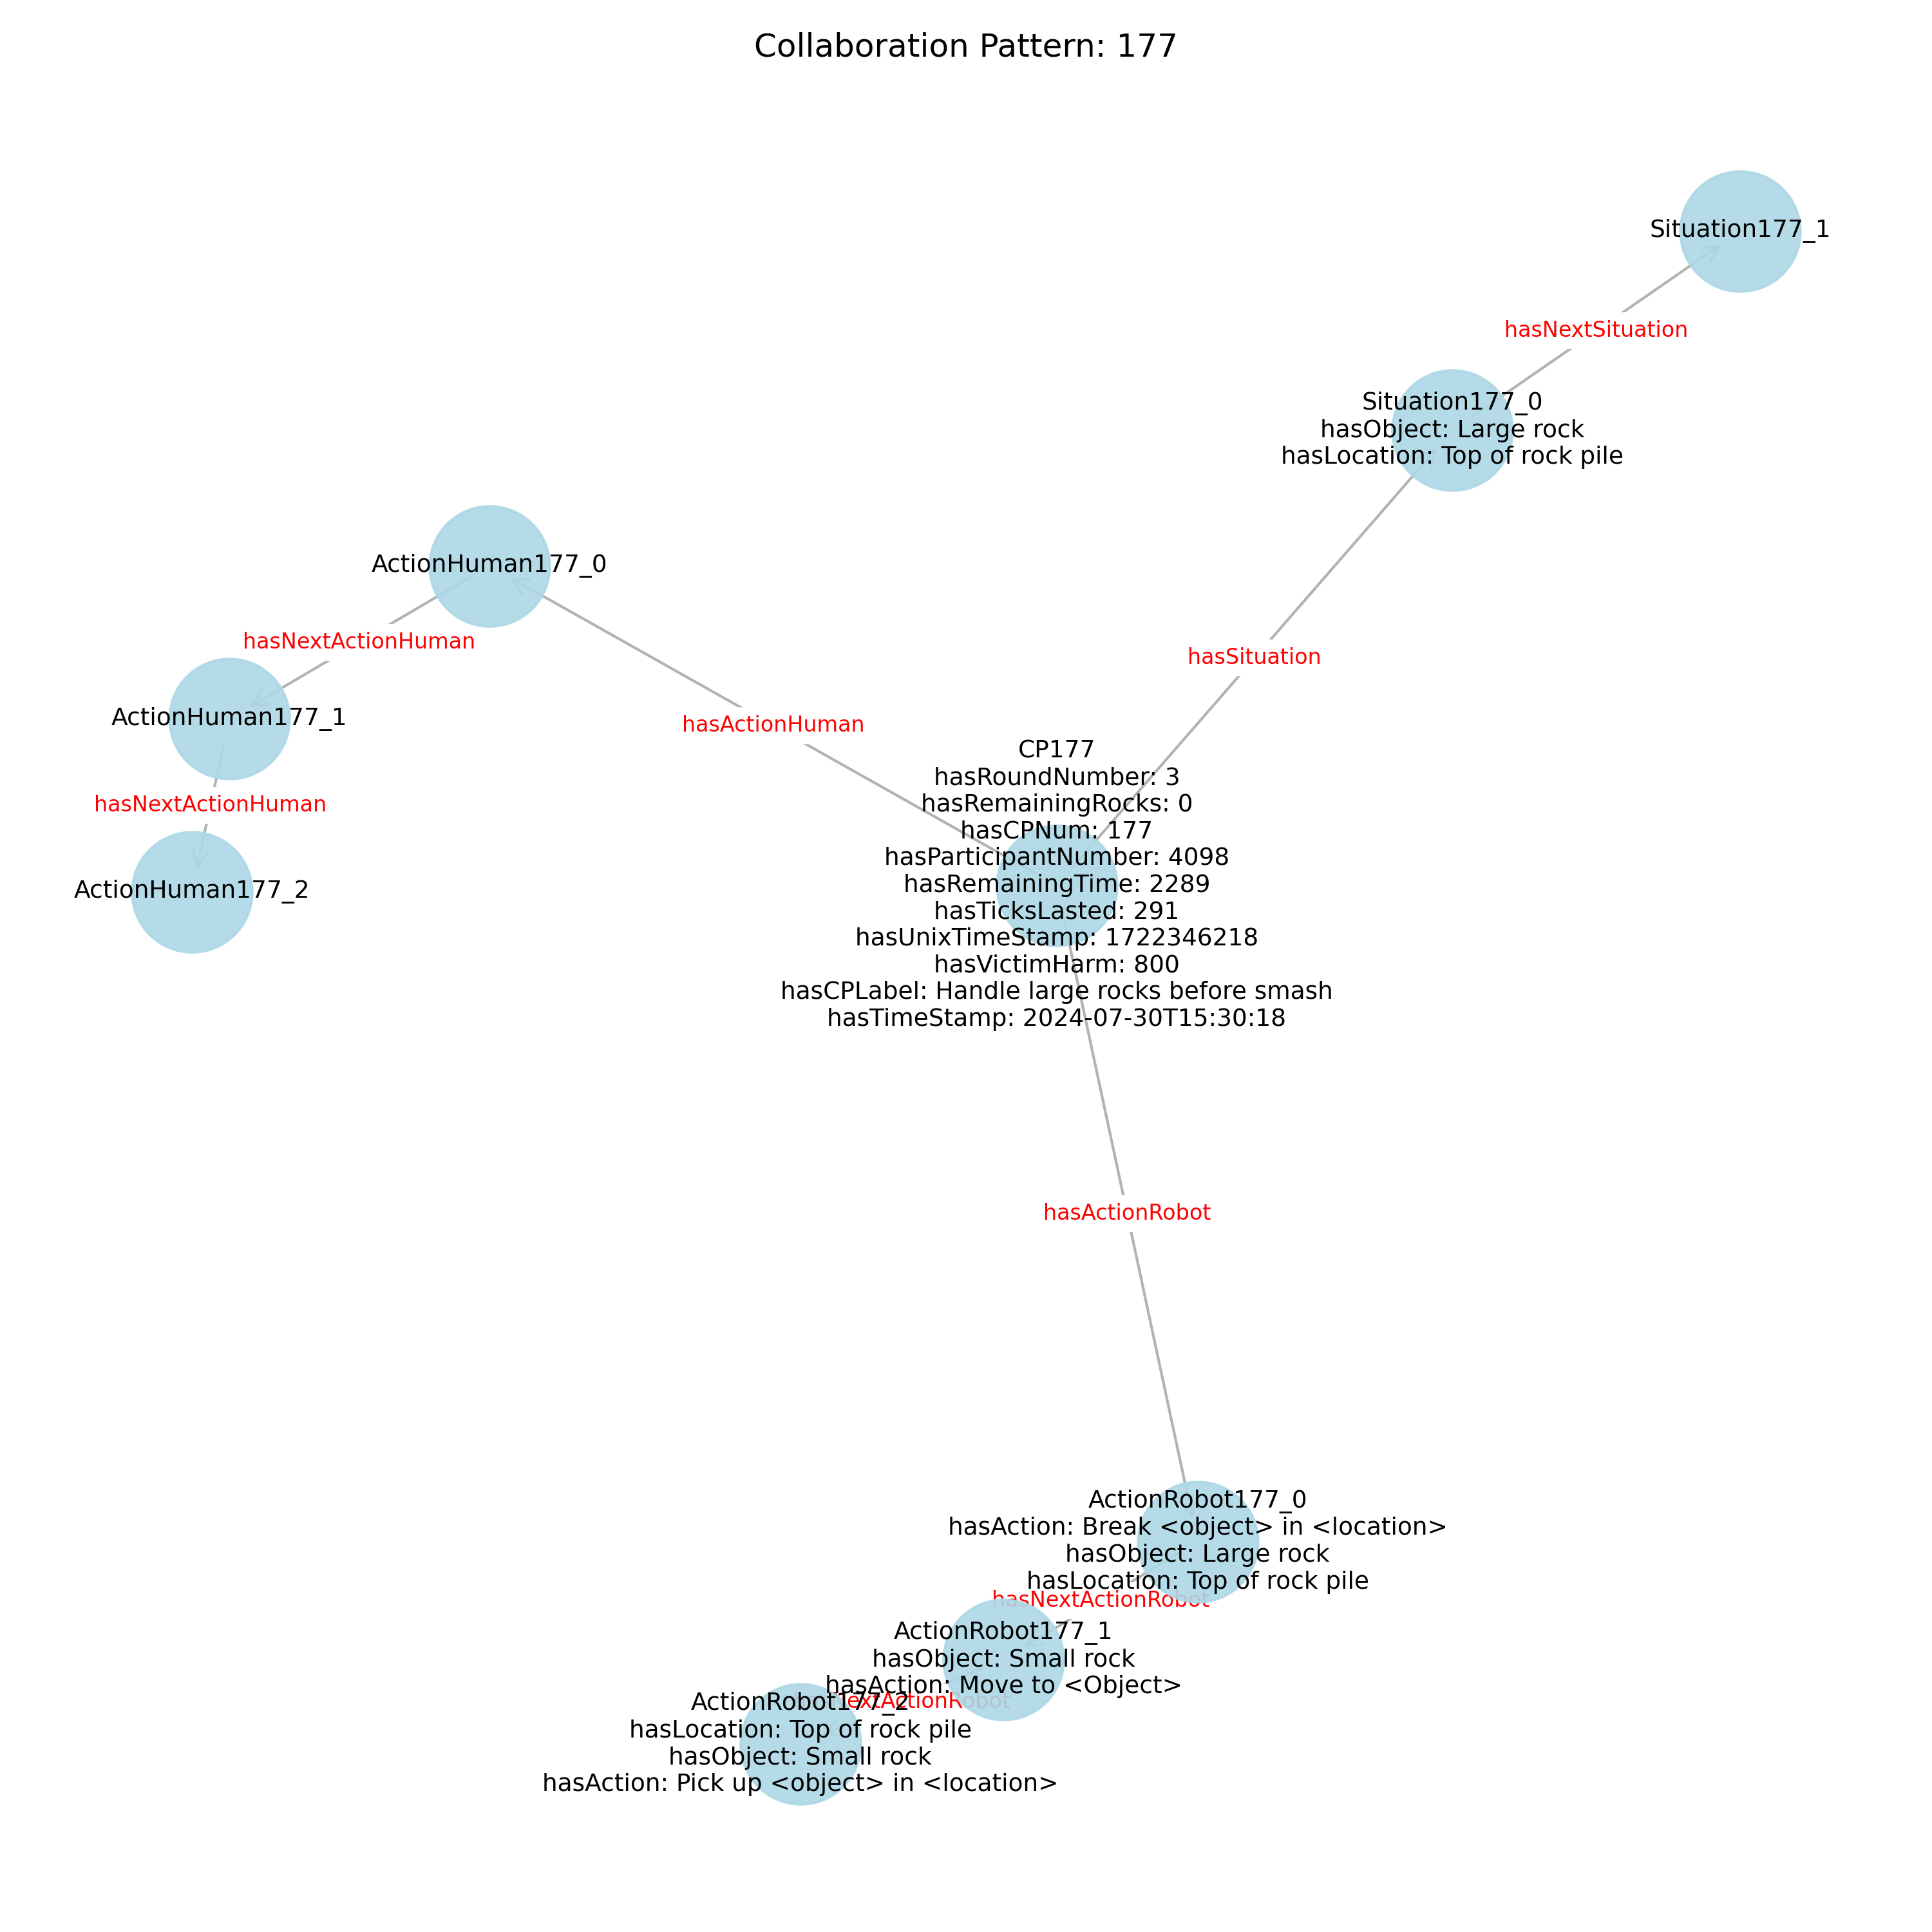 Collaboration Pattern: 177
Situation177_1
hasNextSituation
Situation177_0
hasObject: Large rock
hasLocation: Top of rock pile
ActionHuman177_0
hasNextActionHuman
hasSituation
ActionHuman177_1
hasActionHuman
hasNextActionHuman
ActionHuman177_2
CP177
hasRoundNumber: 3
hasRemainingRocks: 0
hasCPNum: 177
hasParticipantNumber: 4098
hasRemainingTime: 2289
hasTicksLasted: 291
hasUnixTimeStamp: 1722346218
hasVictimHarm: 800
hasCPLabel: Handle large rocks before smash
hasTimeStamp: 2024-07-30T15:30:18
hasActionRobot
ActionRobot177_0
hasAction: Break <object> in <location>
hasObject: Large rock
hasLocation: Top of rock pile
hasNextActionRobot
ActionRobot177_1
hasObject: Small rock
hasAction: Move to <Object>
ActionRobot177_2
hasLocation: Top of rock pile
hasObject: Small rock
hasAction: Pick up <object> in <location>